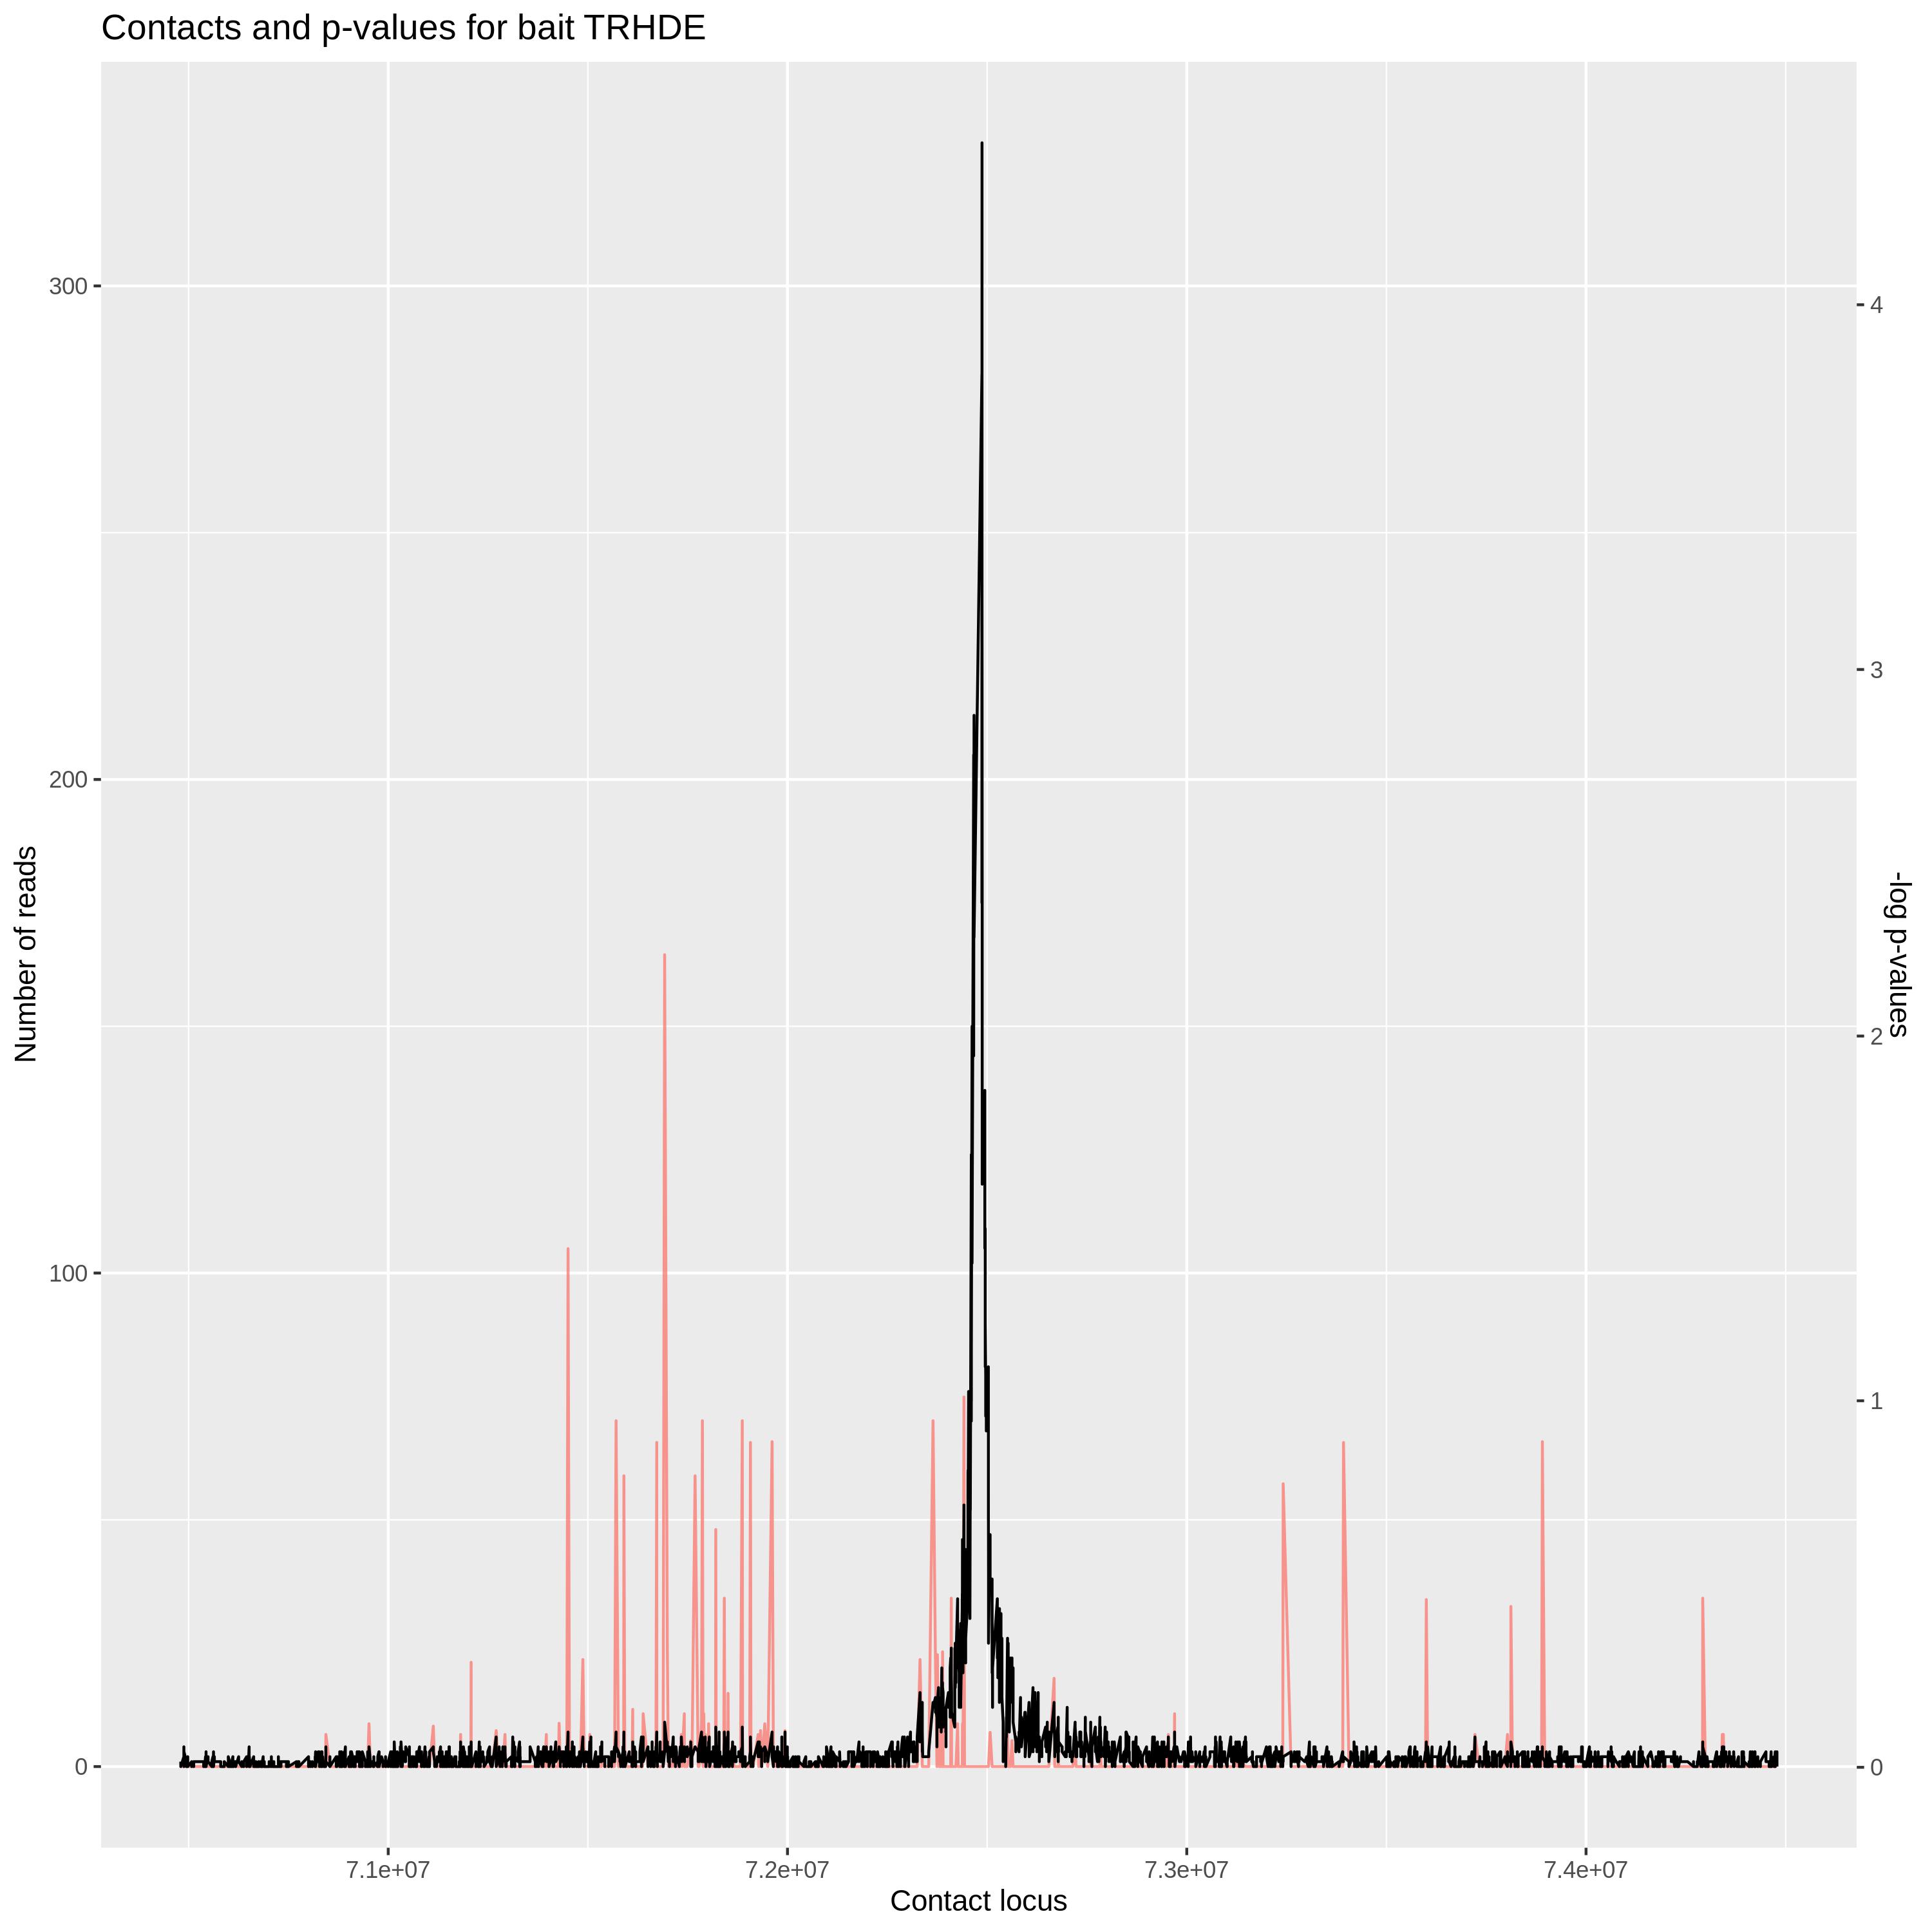 Contacts and p-values for bait TRHDE
300
200
100
0
Number of reads
4
3
2
1
0
-log p-values
7.1e+07
7.2e+07
7.3e+07
7.4e+07
Contact locus